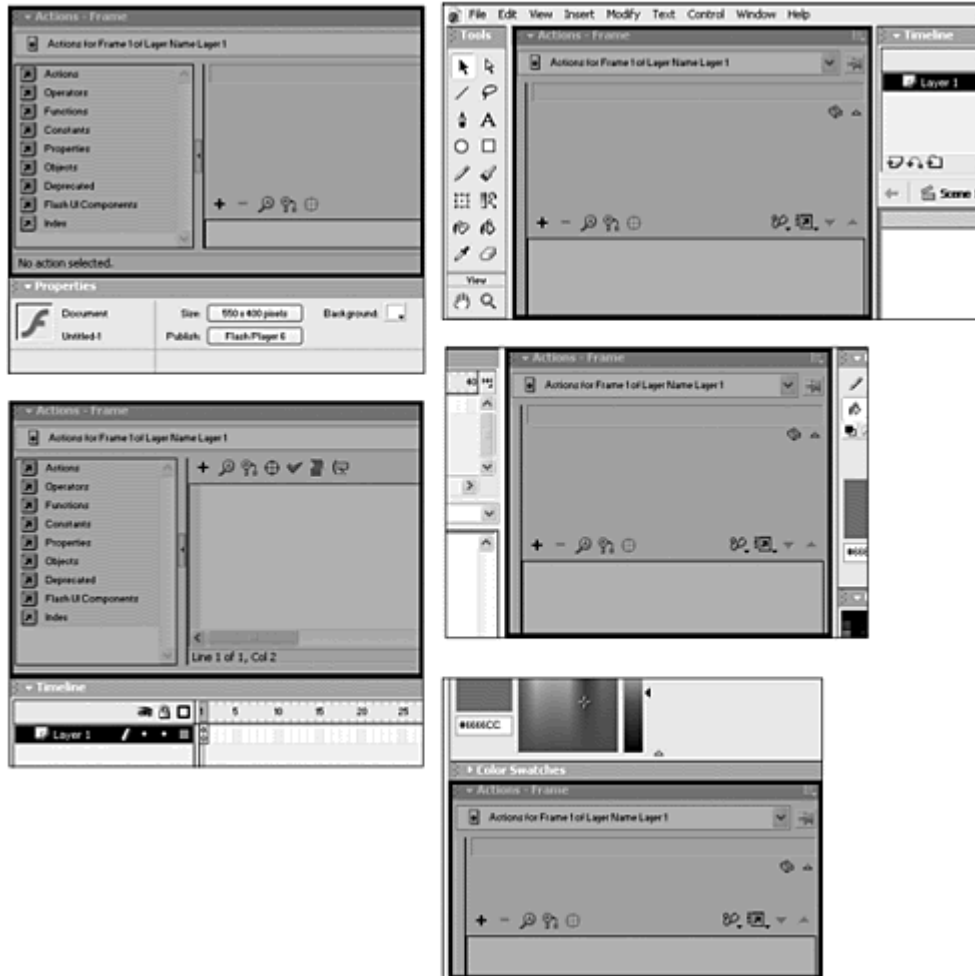 Actions - Frame
Actions for Frame 1 of Layer Name Layer 1
Actions
Operators
Functions
Constants
Properties
Objects
Deprecated
Flash UI Components
Index
No action selected.
Properties
Document
Size:
550 x 400 pixels
Background:
Untitled-1
Publish:
Flash Player 6
Actions - Frame
Actions for Frame 1 of Layer Name Layer 1
Actions
Operators
Functions
Constants
Properties
Objects
Deprecated
Flash UI Components
Index
Line 1 of 1, Col 2
Timeline
1 5 10 15 20 25
Layer 1
File Edit View Insert Modify Text Control Window Help
Tools
Actions - Frame
Timeline
Actions for Frame 1 of Layer Name Layer 1
Layer 1
Scene
View
Actions - Frame
40
Actions for Frame 1 of Layer Name Layer 1
#666
#6666CC
Color Swatches
Actions - Frame
Actions for Frame 1 of Layer Name Layer 1